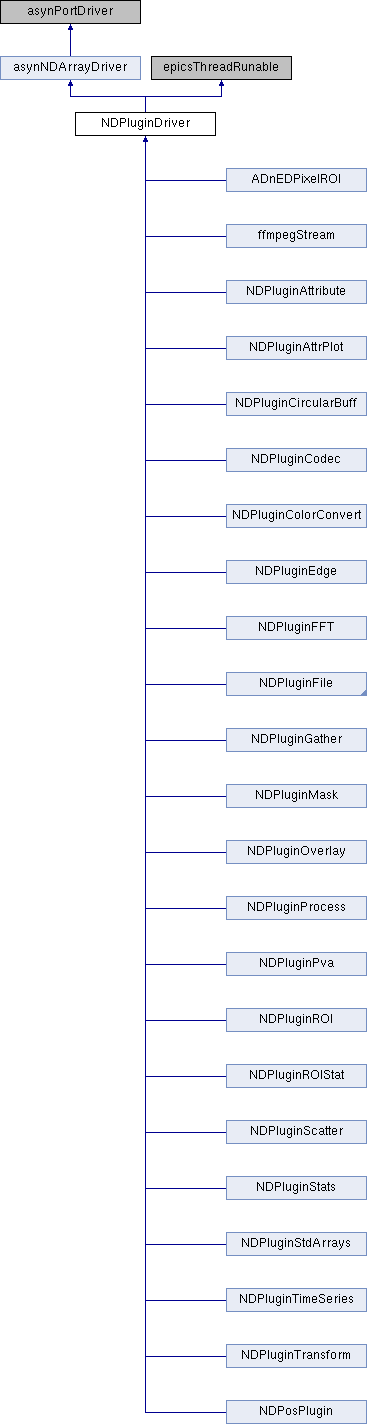 asynPortDriver
asynNDArrayDriver
epicsThreadRunable
NDPluginDriver
ADnEDPixelROI
ffmpegStream
NDPluginAttribute
NDPluginAttrPlot
NDPluginCircularBuff
NDPluginCodec
NDPluginColorConvert
NDPluginEdge
NDPluginFFT
NDPluginFile
NDPluginGather
NDPluginMask
NDPluginOverlay
NDPluginProcess
NDPluginPva
NDPluginROI
NDPluginROIStat
NDPluginScatter
NDPluginStats
NDPluginStdArrays
NDPluginTimeSeries
NDPluginTransform
NDPosPlugin